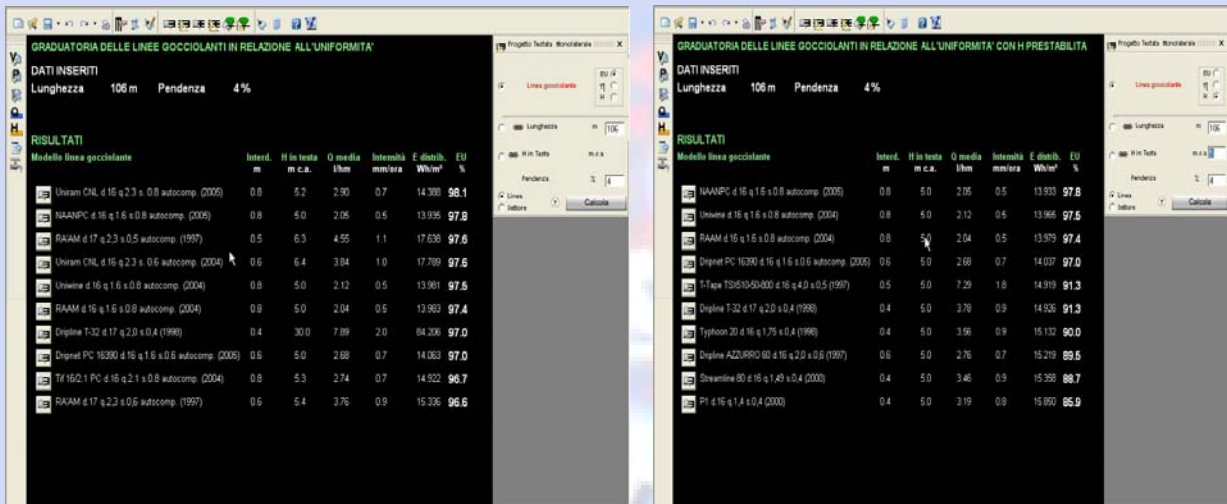 GRADUATORIA DELLE LINEE GOCCIOLANTI IN RELAZIONE ALL'UNIFORMITA'
DATI INSERITI
Lunghezza 106 m Pendenza 4%
RISULTATI
Modello linea gocciolante Interd. m H in testa m c.a. Q media l/hm Intensità mm/ora E distrib. Wh/m³ EU %
Uniram CNL d.16 q.2.3 s. 0.8 autocomp. (2005) 0.8 5.2 2.90 0.7 14.388 98.1
NAANPC d.16 q.1.6 s.0.8 autocomp. (2005) 0.8 5.0 2.05 0.5 13.935 97.8
RA'AM d.17 q.2,3 s.0,5 autocomp. (1997) 0.5 6.3 4.55 1.1 17.638 97.6
Uniram CNL d.16 q.2.3 s. 0.6 autocomp. (2004) 0.6 6.4 3.84 1.0 17.789 97.6
Uniwine d.16 q.1.6 s.0.8 autocomp. (2004) 0.8 5.0 2.12 0.5 13.981 97.5
RAAM d.16 q.1.6 s.0.8 autocomp. (2004) 0.8 5.0 2.04 0.5 13.983 97.4
Dripline T-32 d.17 q.2,0 s.0,4 (1998) 0.4 30.0 7.89 2.0 84.206 97.0
Dripnet PC 16390 d.16 q.1.6 s.0.6 autocomp. (2005) 0.6 5.0 2.68 0.7 14.063 97.0
Tif 16/2.1 PC d.16 q.2.1 s.0.8 autocomp. (2004) 0.8 5.3 2.74 0.7 14.922 96.7
RA'AM d.17 q.2,3 s.0,6 autocomp. (1997) 0.6 5.4 3.76 0.9 15.336 96.6
Progetto Testata Monolaterale X
EU
Linea gocciolante
η
H
Lunghezza m 106
H in Testa m.c.a
Pendenza % 4
Linea
Settore ? Calcola
GRADUATORIA DELLE LINEE GOCCIOLANTI IN RELAZIONE ALL'UNIFORMITA' CON H PRESTABILITA
DATI INSERITI
Lunghezza 106 m Pendenza 4%
RISULTATI
Modello linea gocciolante Interd. m H in testa m c.a. Q media l/hm Intensità mm/ora E distrib. Wh/m³ EU %
NAANPC d.16 q.1.6 s.0.8 autocomp. (2005) 0.8 5.0 2.05 0.5 13.933 97.8
Uniwine d.16 q.1.6 s.0.8 autocomp. (2004) 0.8 5.0 2.12 0.5 13.965 97.5
RAAM d.16 q.1.6 s.0.8 autocomp. (2004) 0.8 5.0 2.04 0.5 13.979 97.4
Dripnet PC 16390 d.16 q.1.6 s.0.6 autocomp. (2005) 0.6 5.0 2.68 0.7 14.037 97.0
T-Tape TSX510-50-800 d.16 q.4,0 s.0,5 (1997) 0.5 5.0 7.29 1.8 14.919 91.3
Dripline T-32 d.17 q.2,0 s.0,4 (1998) 0.4 5.0 3.78 0.9 14.926 91.3
Typhoon 20 d.16 q.1,75 s.0,4 (1998) 0.4 5.0 3.56 0.9 15.132 90.0
Dripline AZZURRO 60 d.16 q.2,0 s.0,6 (1997) 0.6 5.0 2.76 0.7 15.219 89.5
Streamline 80 d.16 q.1,49 s.0,4 (2000) 0.4 5.0 3.46 0.9 15.358 88.7
P1 d.16 q.1,4 s.0,4 (2000) 0.4 5.0 3.19 0.8 15.850 85.9
Progetto Testata Monolaterale X
EU
Linea gocciolante
η
H
Lunghezza m 106
H in Testa m.c.a
Pendenza % 4
Linea
Settore ? Calcola